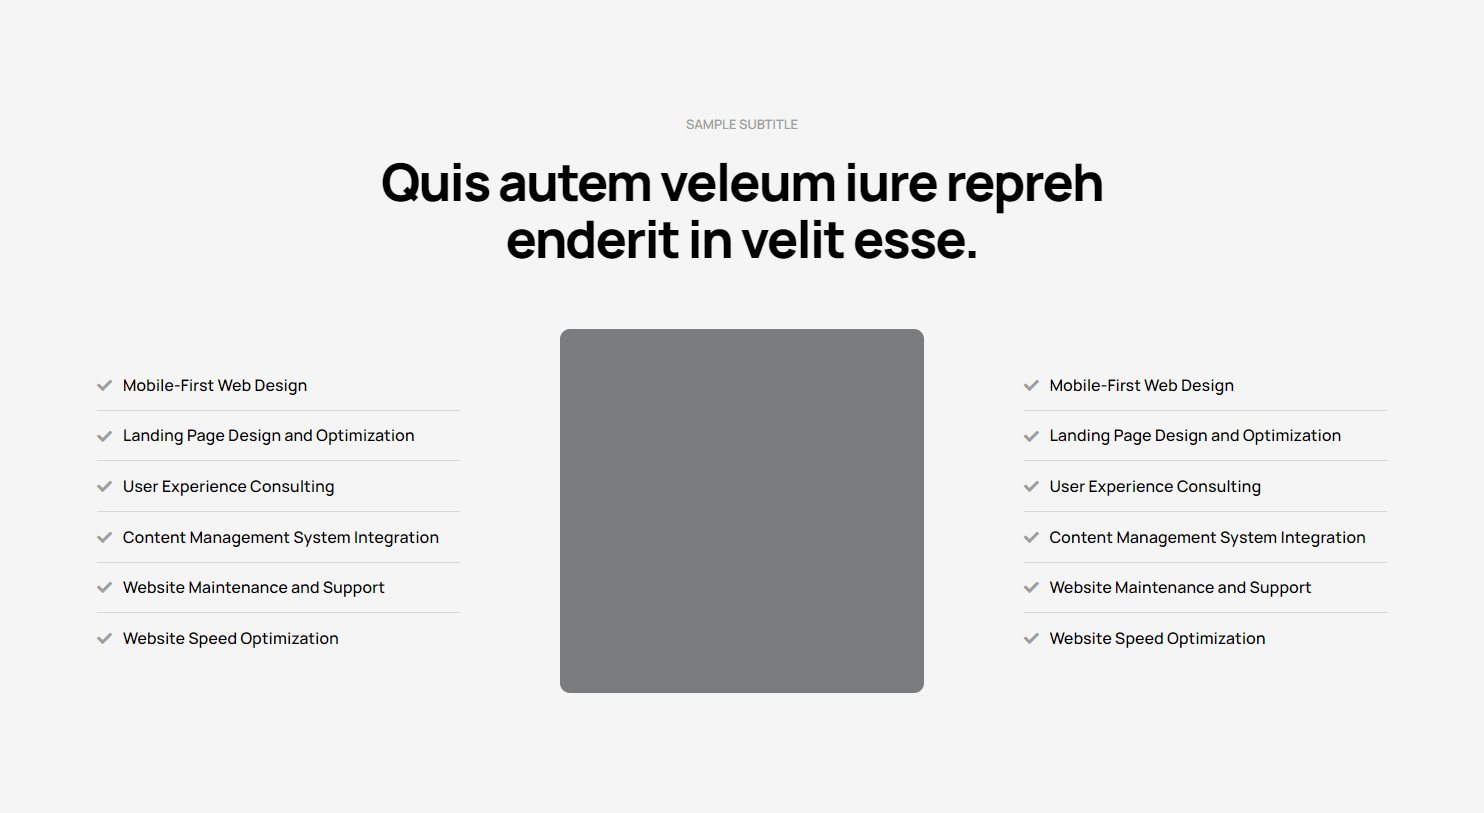 SAMPLE SUBTITLE
Quis autem veleum iure repreh
enderit in velit esse.
Mobile-First Web Design
Landing Page Design and Optimization
User Experience Consulting
Content Management System Integration
Website Maintenance and Support
Website Speed Optimization
Mobile-First Web Design
Landing Page Design and Optimization
User Experience Consulting
Content Management System Integration
Website Maintenance and Support
Website Speed Optimization